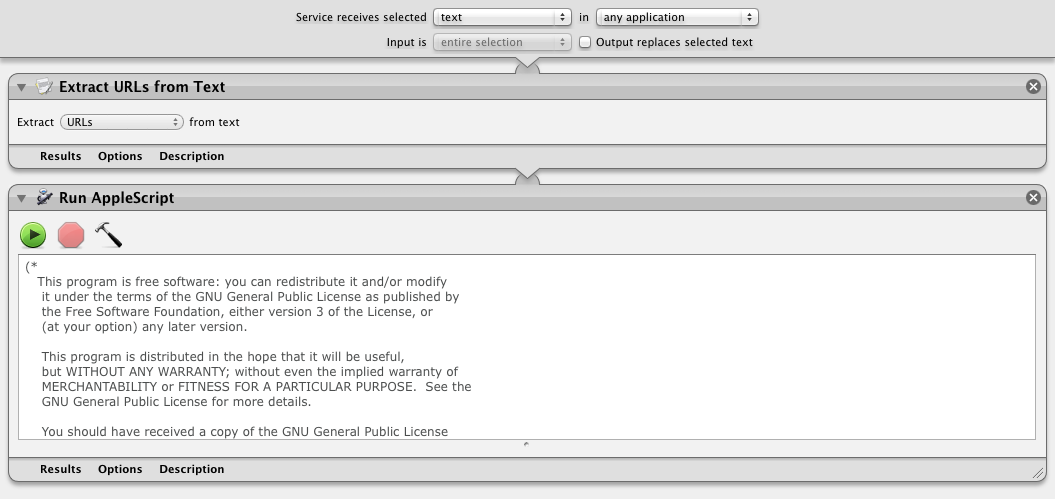 Service receives selected text in any application
Input is entire selection Output replaces selected text
Extract URLs from Text
Extract URLs from text
Results Options Description
Run AppleScript
(*
This program is free software: you can redistribute it and/or modify
it under the terms of the GNU General Public License as published by
the Free Software Foundation, either version 3 of the License, or
(at your option) any later version.
This program is distributed in the hope that it will be useful,
but WITHOUT ANY WARRANTY; without even the implied warranty of
MERCHANTABILITY or FITNESS FOR A PARTICULAR PURPOSE.  See the
GNU General Public License for more details.
You should have received a copy of the GNU General Public License
Results Options Description